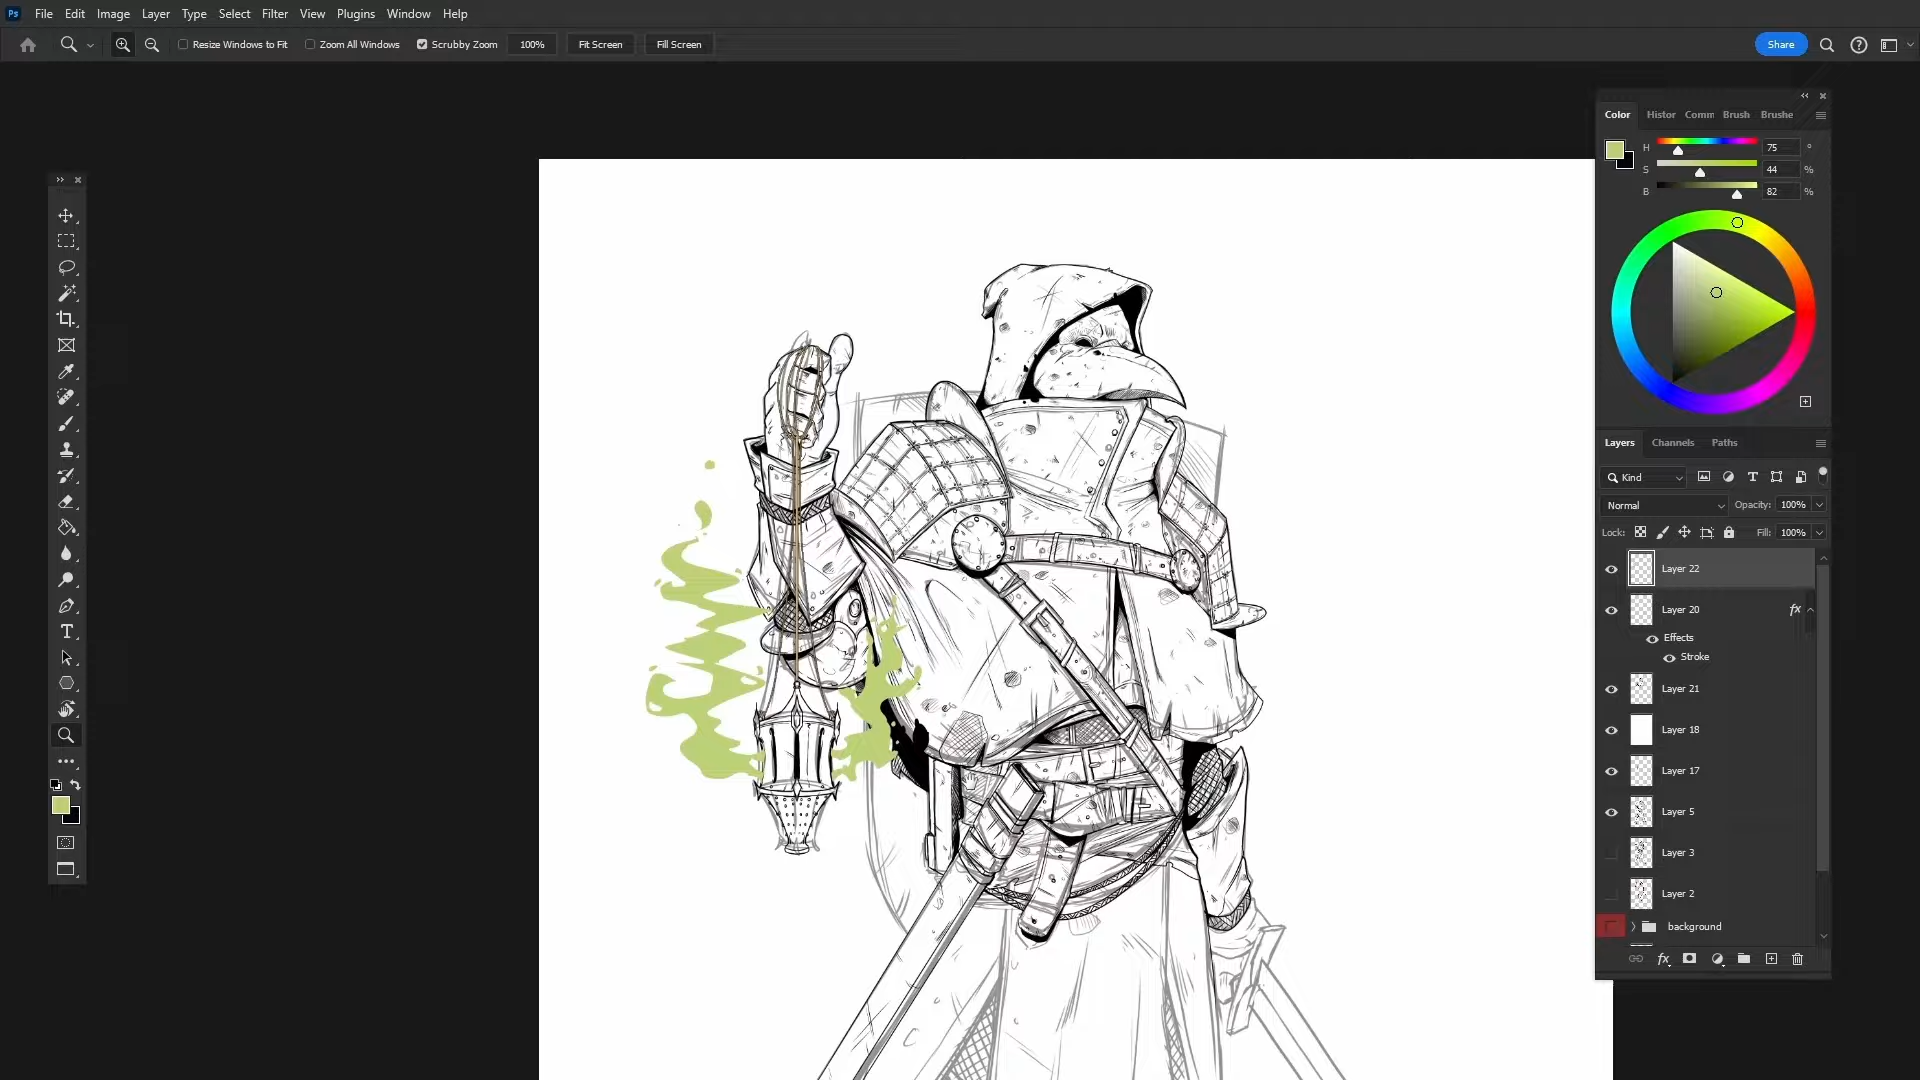 Ps File Edit Image Layer Type Select Filter View Plugins Window Help
Resize Windows to Fit Zoom All Windows Scrubby Zoom 100% Fit Screen Fill Screen Share
Color Histor Comm Brush Brushe
H 75 °
S 44 %
B 82 %
Layers Channels Paths
Kind
Normal Opacity: 100%
Lock: Fill: 100%
Layer 22
Layer 20 fx
Effects
Stroke
Layer 21
Layer 18
Layer 17
Layer 5
Layer 3
Layer 2
background
fx